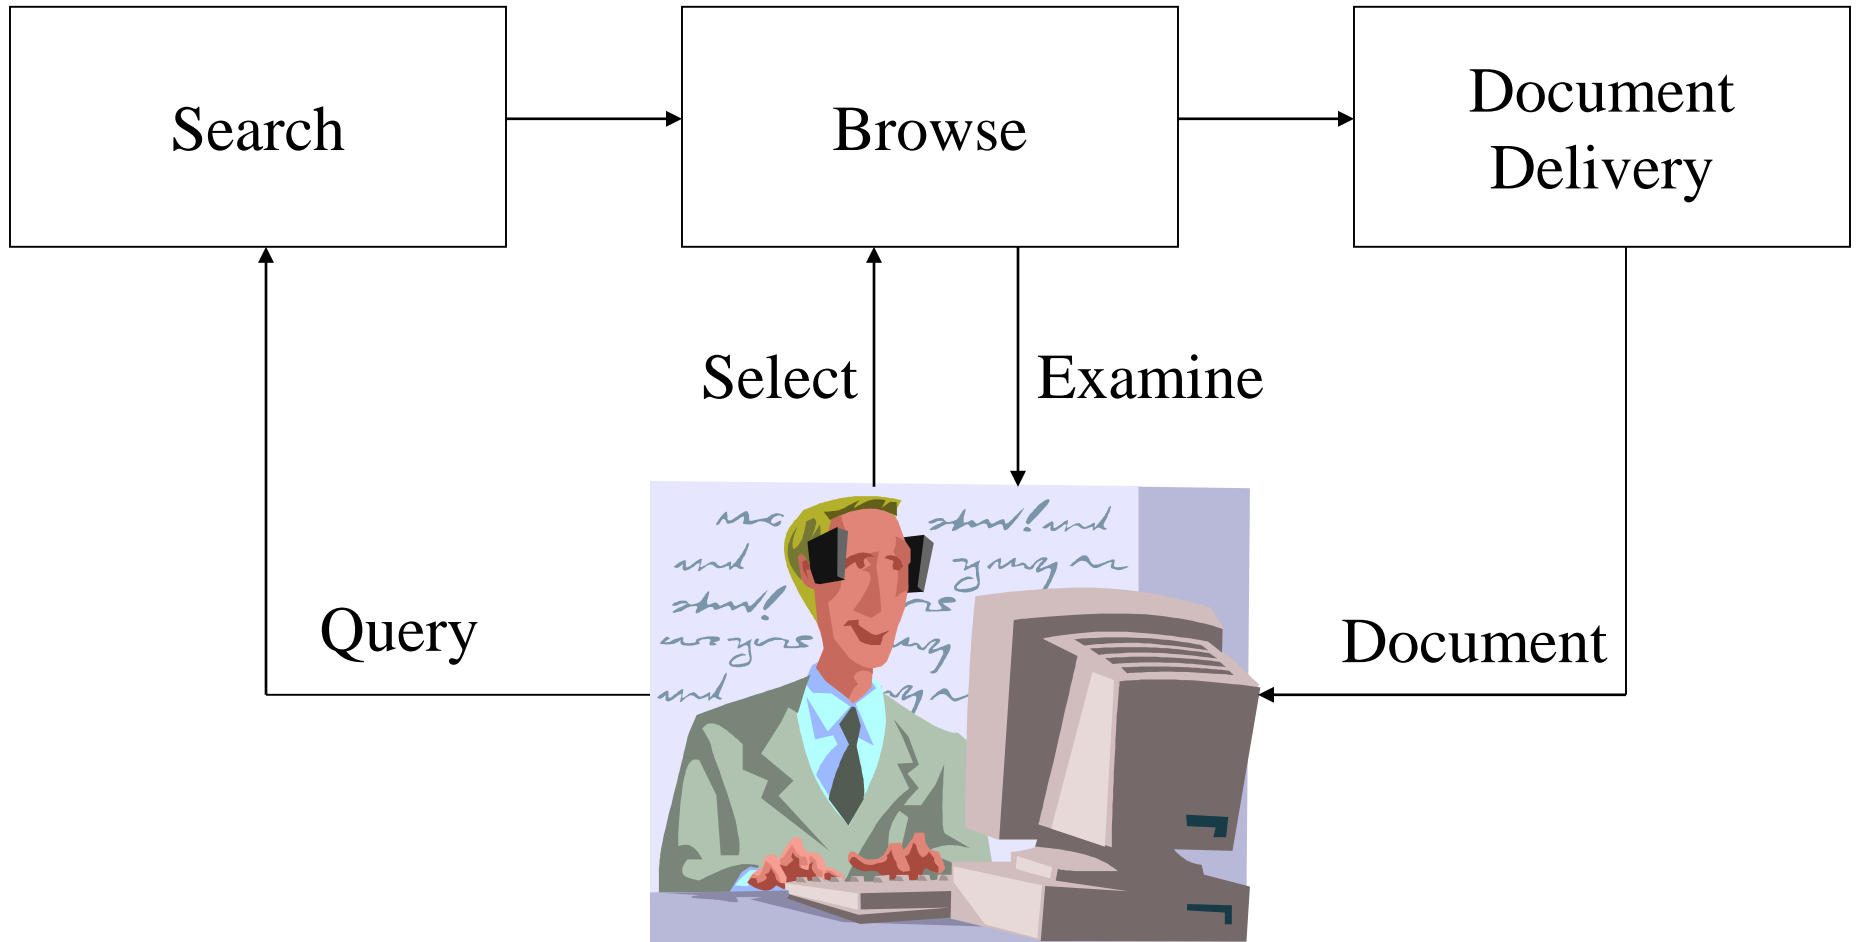 Search
Browse
Document
Delivery
Select
Examine
Query
Document